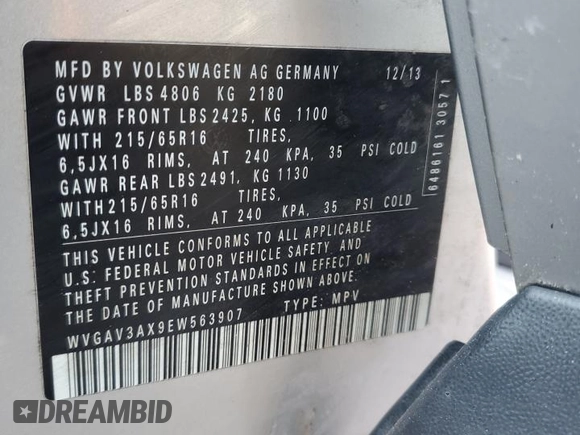 MFD BY VOLKSWAGEN AG GERMANY 12/13
GVWR LBS 4806 KG 2180
GAWR FRONT LBS 2425, KG 1100
WITH 215/65R16 TIRES,
6,5JX16 RIMS, AT 240 KPA, 35 PSI COLD
GAWR REAR LBS 2491, KG 1130
WITH215/65R16 TIRES,
6,5JX16 RIMS, AT 240 KPA, 35 PSI COLD
THIS VEHICLE CONFORMS TO ALL APPLICABLE
U.S. FEDERAL MOTOR VEHICLE SAFETY AND
THEFT PREVENTION STANDARDS IN EFFECT ON
THE DATE OF MANUFACTURE SHOWN ABOVE.
WVGAV3AX9EW563907 TYPE: MPV
6486161 30571
DREAMBID